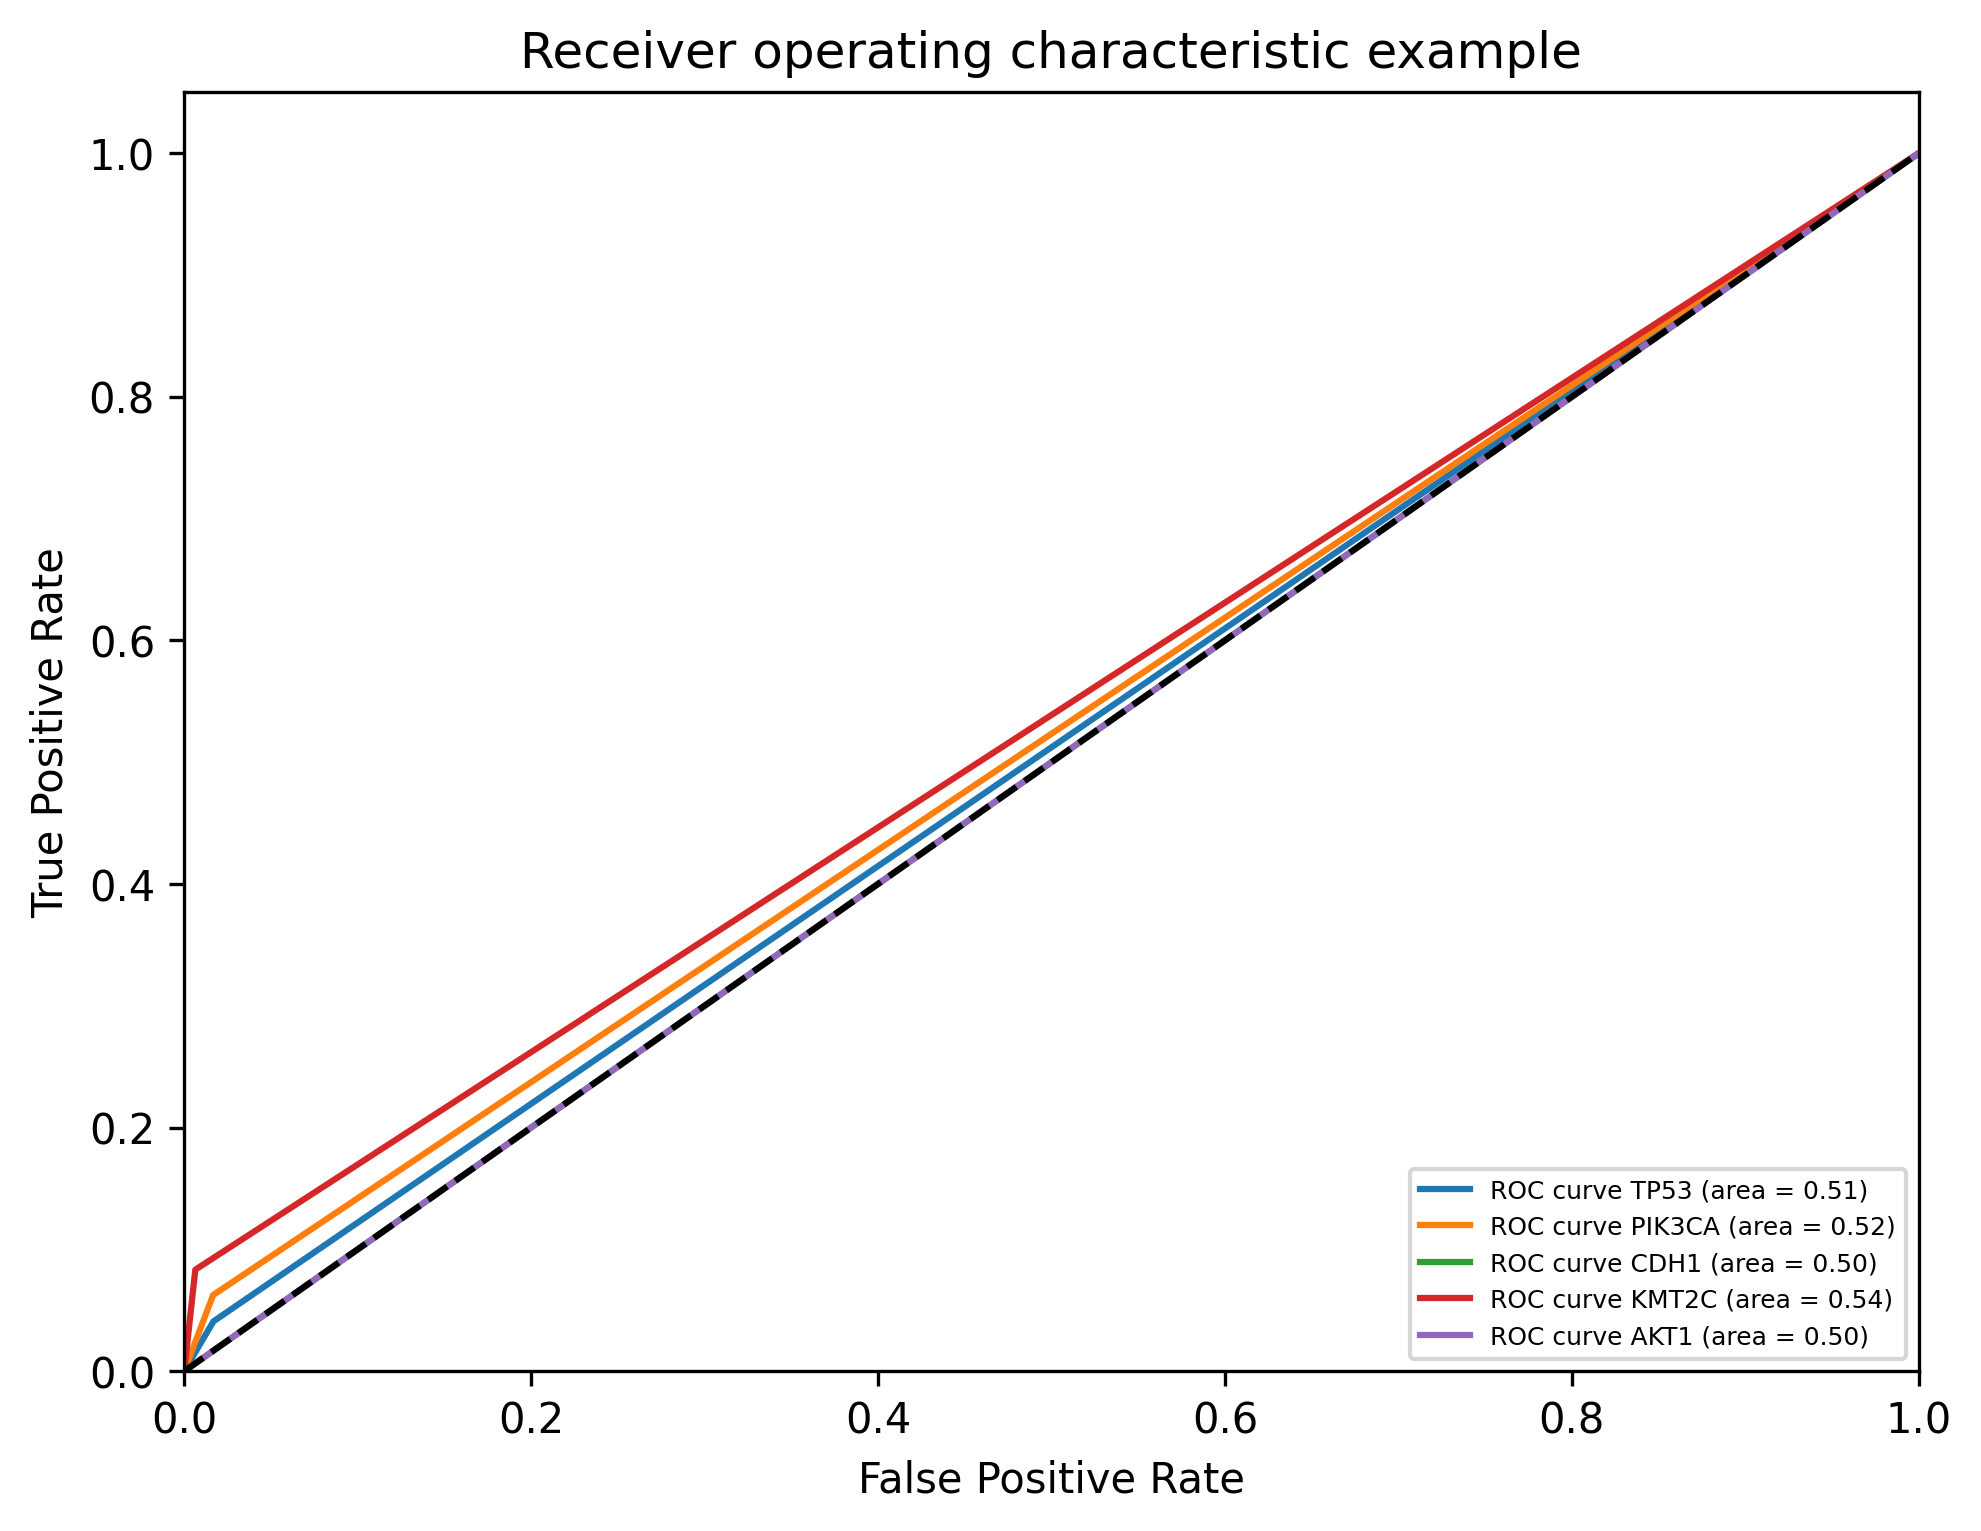 Receiver operating characteristic example
True Positive Rate
1.0
0.8
0.6
0.4
0.2
0.0
ROC curve TP53 (area = 0.51)
ROC curve PIK3CA (area = 0.52)
ROC curve CDH1 (area = 0.50)
ROC curve KMT2C (area = 0.54)
ROC curve AKT1 (area = 0.50)
0.0 0.2 0.4 0.6 0.8 1.0
False Positive Rate